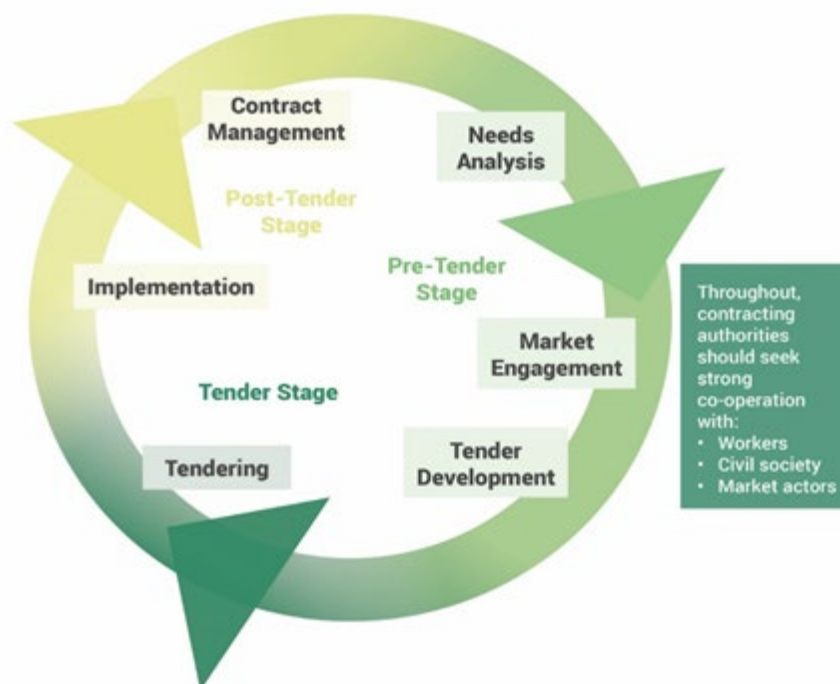 Contract
Management
Needs
Analysis
Post-Tender
Stage
Pre-Tender
Stage
Implementation
Market
Engagement
Tender Stage
Tendering
Tender
Development
Throughout,
contracting
authorities
should seek
strong
co-operation
with:
• Workers
• Civil society
• Market actors